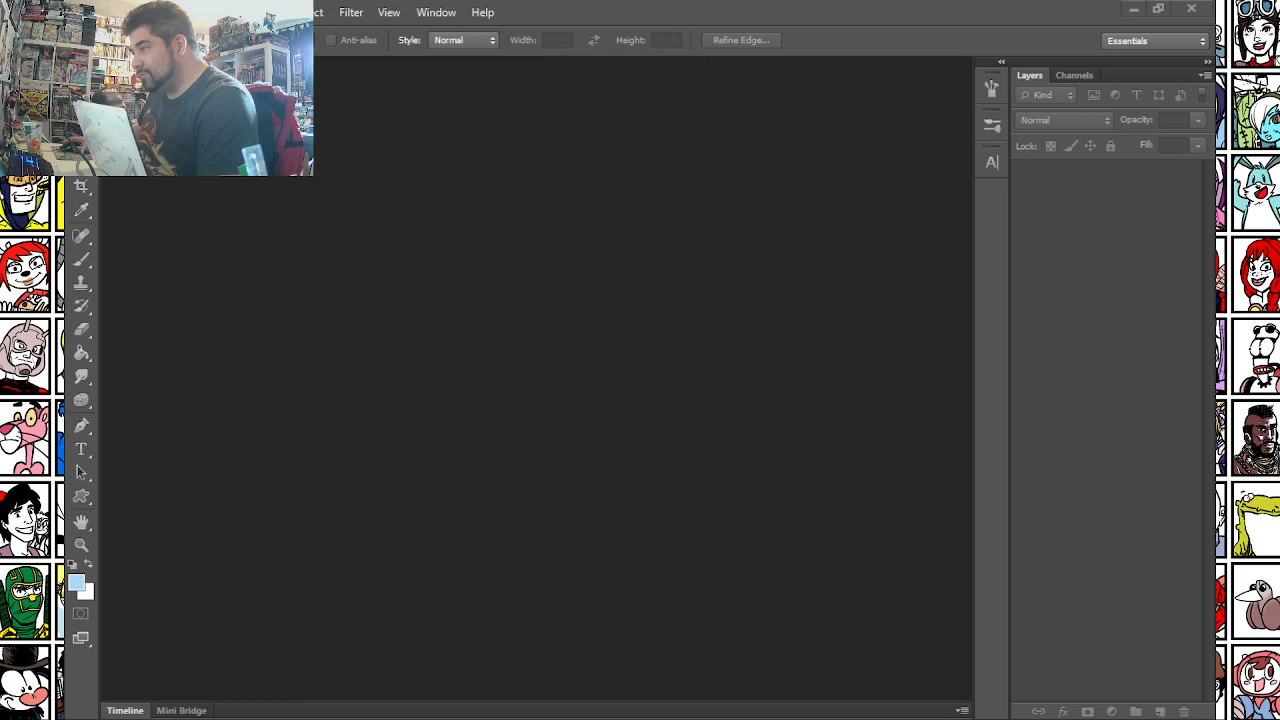 ct Filter View Window Help
Anti-alias Style: Normal Width: Height: Refine Edge... Essentials
Layers Channels
Kind
Normal Opacity:
Lock: Fill:
Timeline Mini Bridge